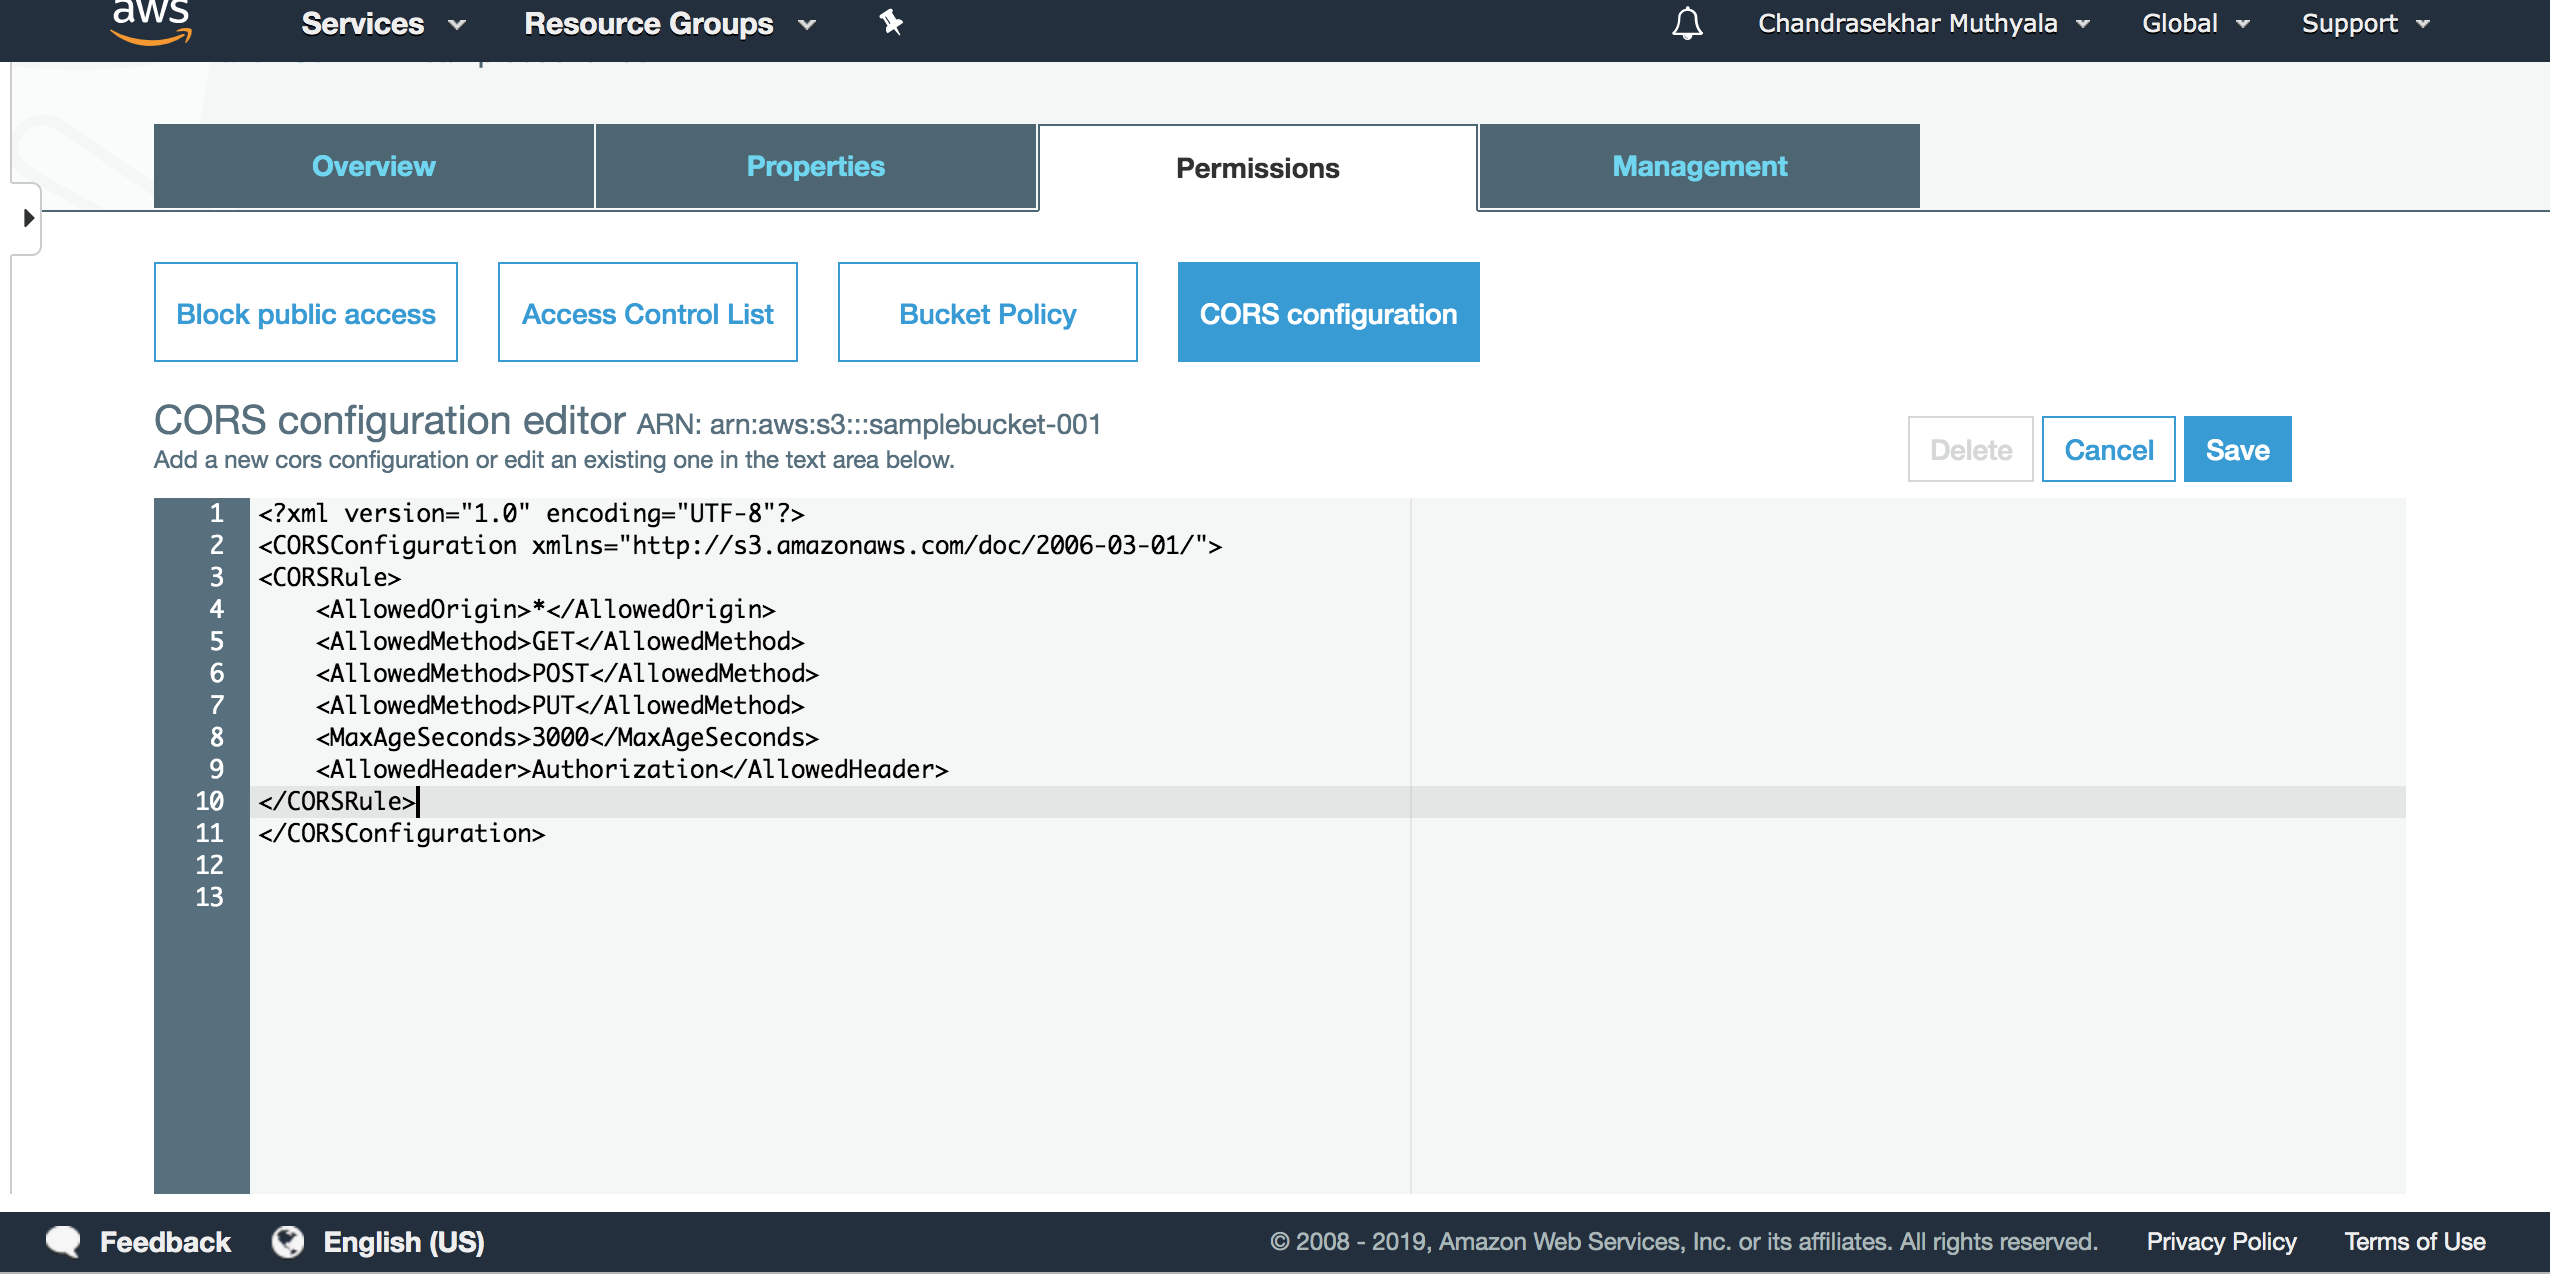 aws Services Resource Groups Chandrasekhar Muthyala Global Support
Overview Properties Permissions Management
Block public access Access Control List Bucket Policy CORS configuration
CORS configuration editor ARN: arn:aws:s3:::samplebucket-001
Add a new cors configuration or edit an existing one in the text area below.
Delete Cancel Save
1 <?xml version="1.0" encoding="UTF-8"?>
2 <CORSConfiguration xmlns="http://s3.amazonaws.com/doc/2006-03-01/">
3 <CORSRule>
4     <AllowedOrigin>*</AllowedOrigin>
5     <AllowedMethod>GET</AllowedMethod>
6     <AllowedMethod>POST</AllowedMethod>
7     <AllowedMethod>PUT</AllowedMethod>
8     <MaxAgeSeconds>3000</MaxAgeSeconds>
9     <AllowedHeader>Authorization</AllowedHeader>
10 </CORSRule>
11 </CORSConfiguration>
12
13
Feedback English (US) © 2008 - 2019, Amazon Web Services, Inc. or its affiliates. All rights reserved. Privacy Policy Terms of Use